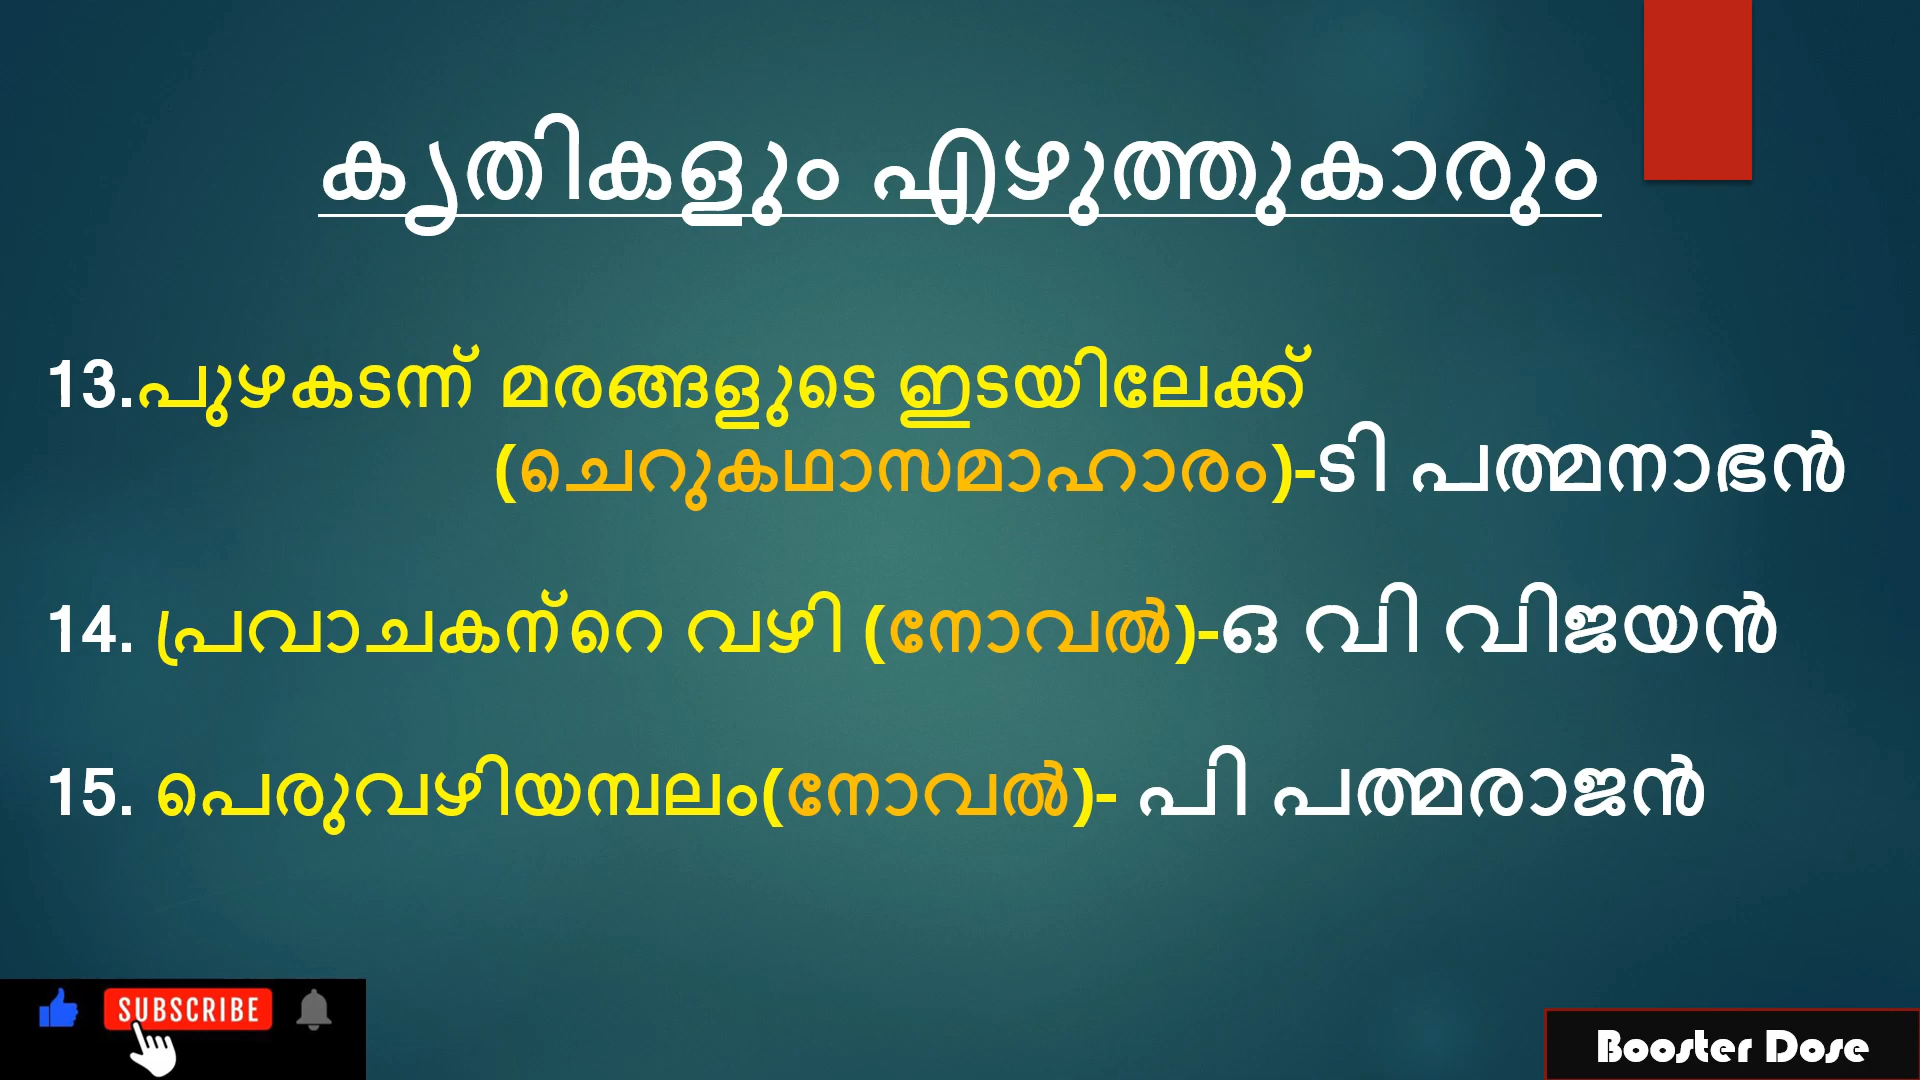 കൃതികളും എഴുത്തുകാരും
13.പുഴകടന്ന് മരങ്ങളുടെ ഇടയിലേക്ക്
(ചെറുകഥാസമാഹാരം)-ടി പത്മനാഭൻ
14. പ്രവാചകന്റെ വഴി (നോവൽ)-ഒ വി വിജയൻ
15. പെരുവഴിയമ്പലം(നോവൽ)- പി പത്മരാജൻ
SUBSCRIBE
Booster Dose